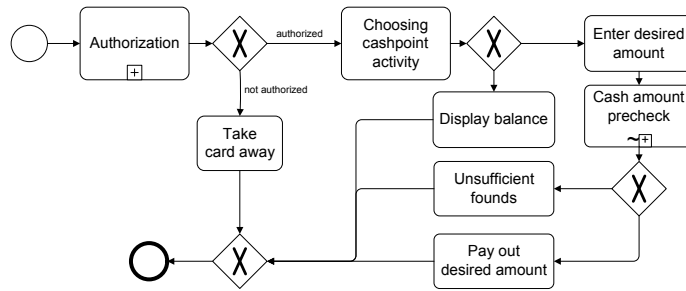 Authorization
authorized
Choosing
cashpoint
activity
Enter desired
amount
not authorized
Take
card away
Display balance
Cash amount
precheck
Unsufficient
founds
Pay out
desired amount